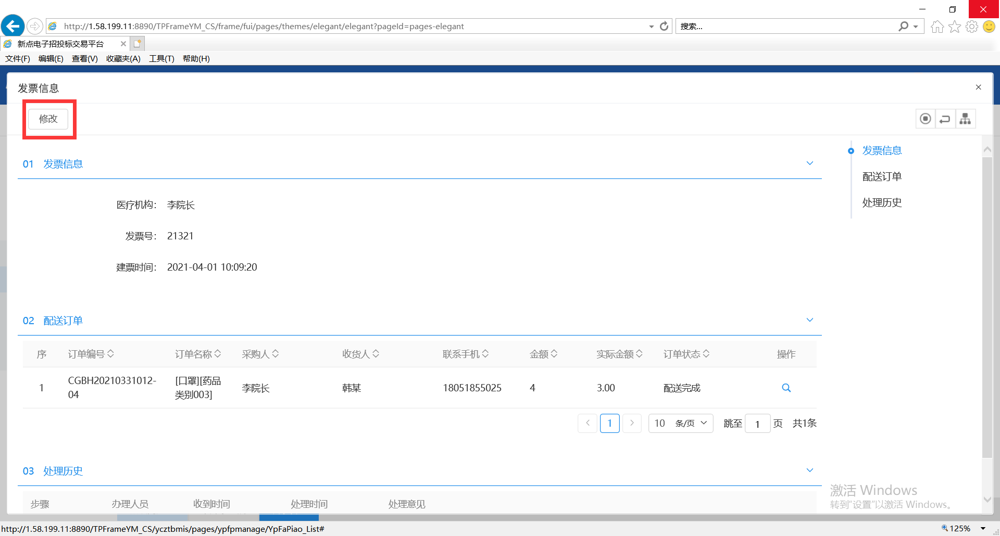 http://1.58.199.11:8890/TPFrameYM_CS/frame/fui/pages/themes/elegant/elegant?pageId=pages-elegant
搜索...
新点电子招投标交易平台
文件(F) 编辑(E) 查看(V) 收藏夹(A) 工具(T) 帮助(H)
发票信息
修改
01 发票信息
发票信息
配送订单
处理历史
医疗机构： 李院长
发票号： 21321
建票时间： 2021-04-01 10:09:20
02 配送订单
序 订单编号 订单名称 采购人 收货人 联系手机 金额 实际金额 订单状态 操作
1 CGBH20210331012-04 [口罩][药品类别003] 李院长 韩某 18051855025 4 3.00 配送完成
1 10 条/页 跳至 1 页 共1条
03 处理历史
步骤 办理人员 收到时间 处理时间 处理意见
激活 Windows
转到"设置"以激活 Windows。
http://1.58.199.11:8890/TPFrameYM_CS/ycztbmis/pages/ypfpmanage/YpFaPiao_List#
125%